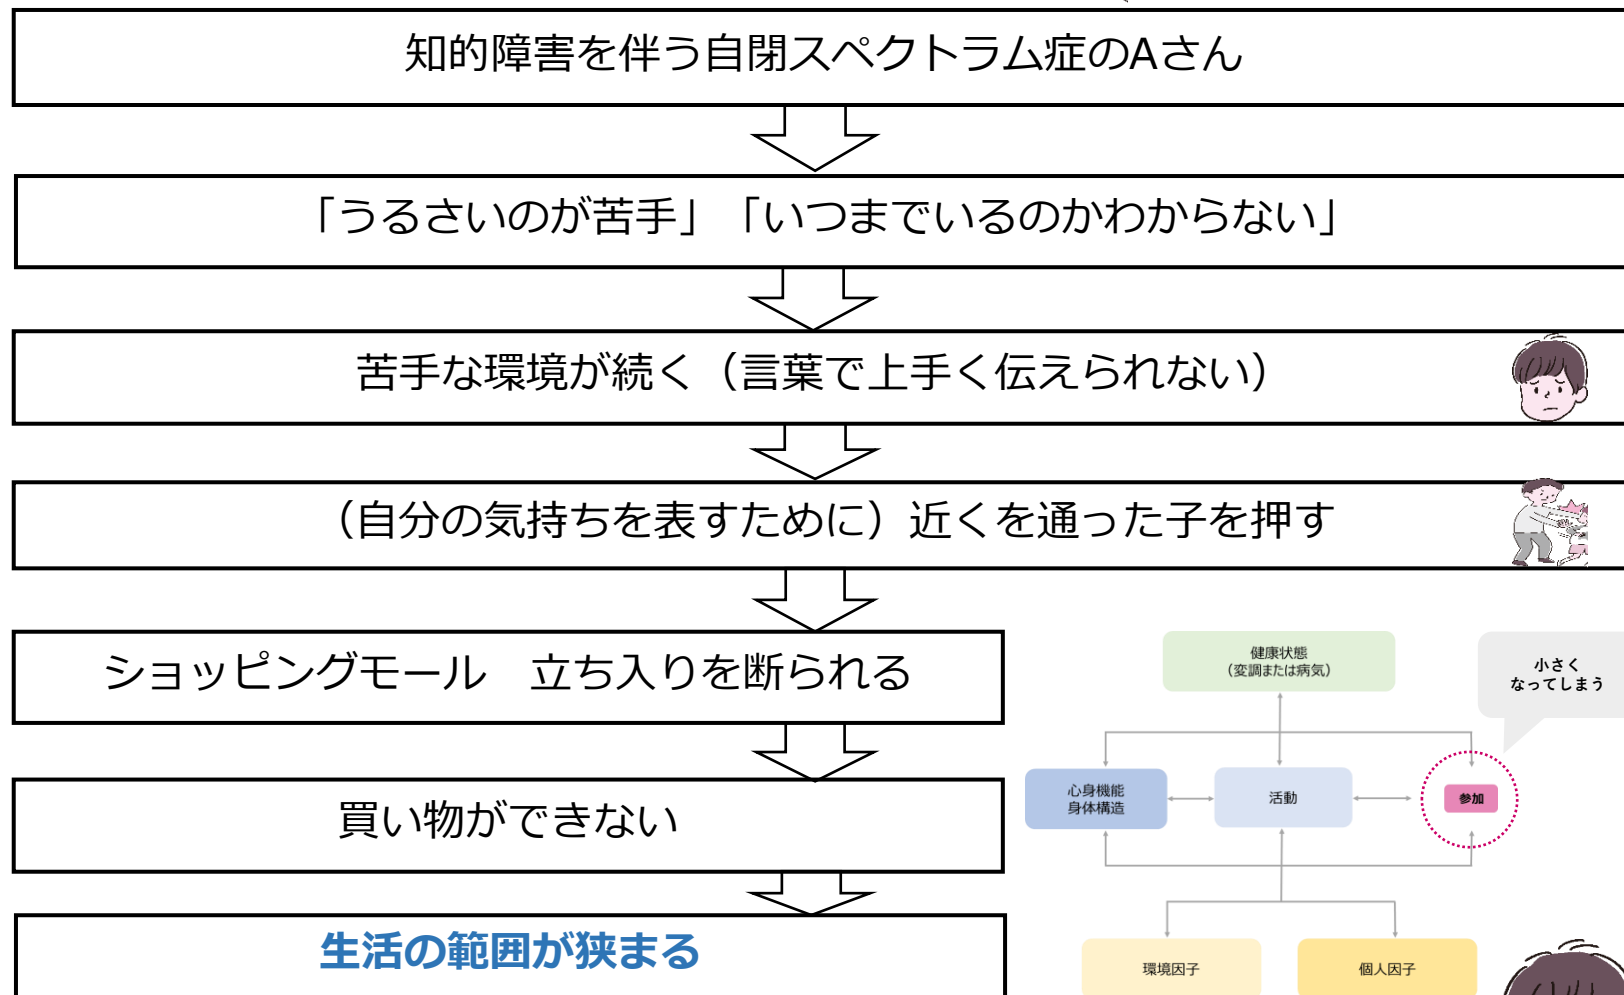 知的障害を伴う自閉スペクトラム症のAさん
「うるさいのが苦手」「いつまでいるのかわからない」
苦手な環境が続く（言葉で上手く伝えられない）
（自分の気持ちを表すために）近くを通った子を押す
ショッピングモール　立ち入りを断られる
買い物ができない
生活の範囲が狭まる
健康状態
（変調または病気）
小さく
なってしまう
心身機能
身体構造
活動
参加
環境因子
個人因子